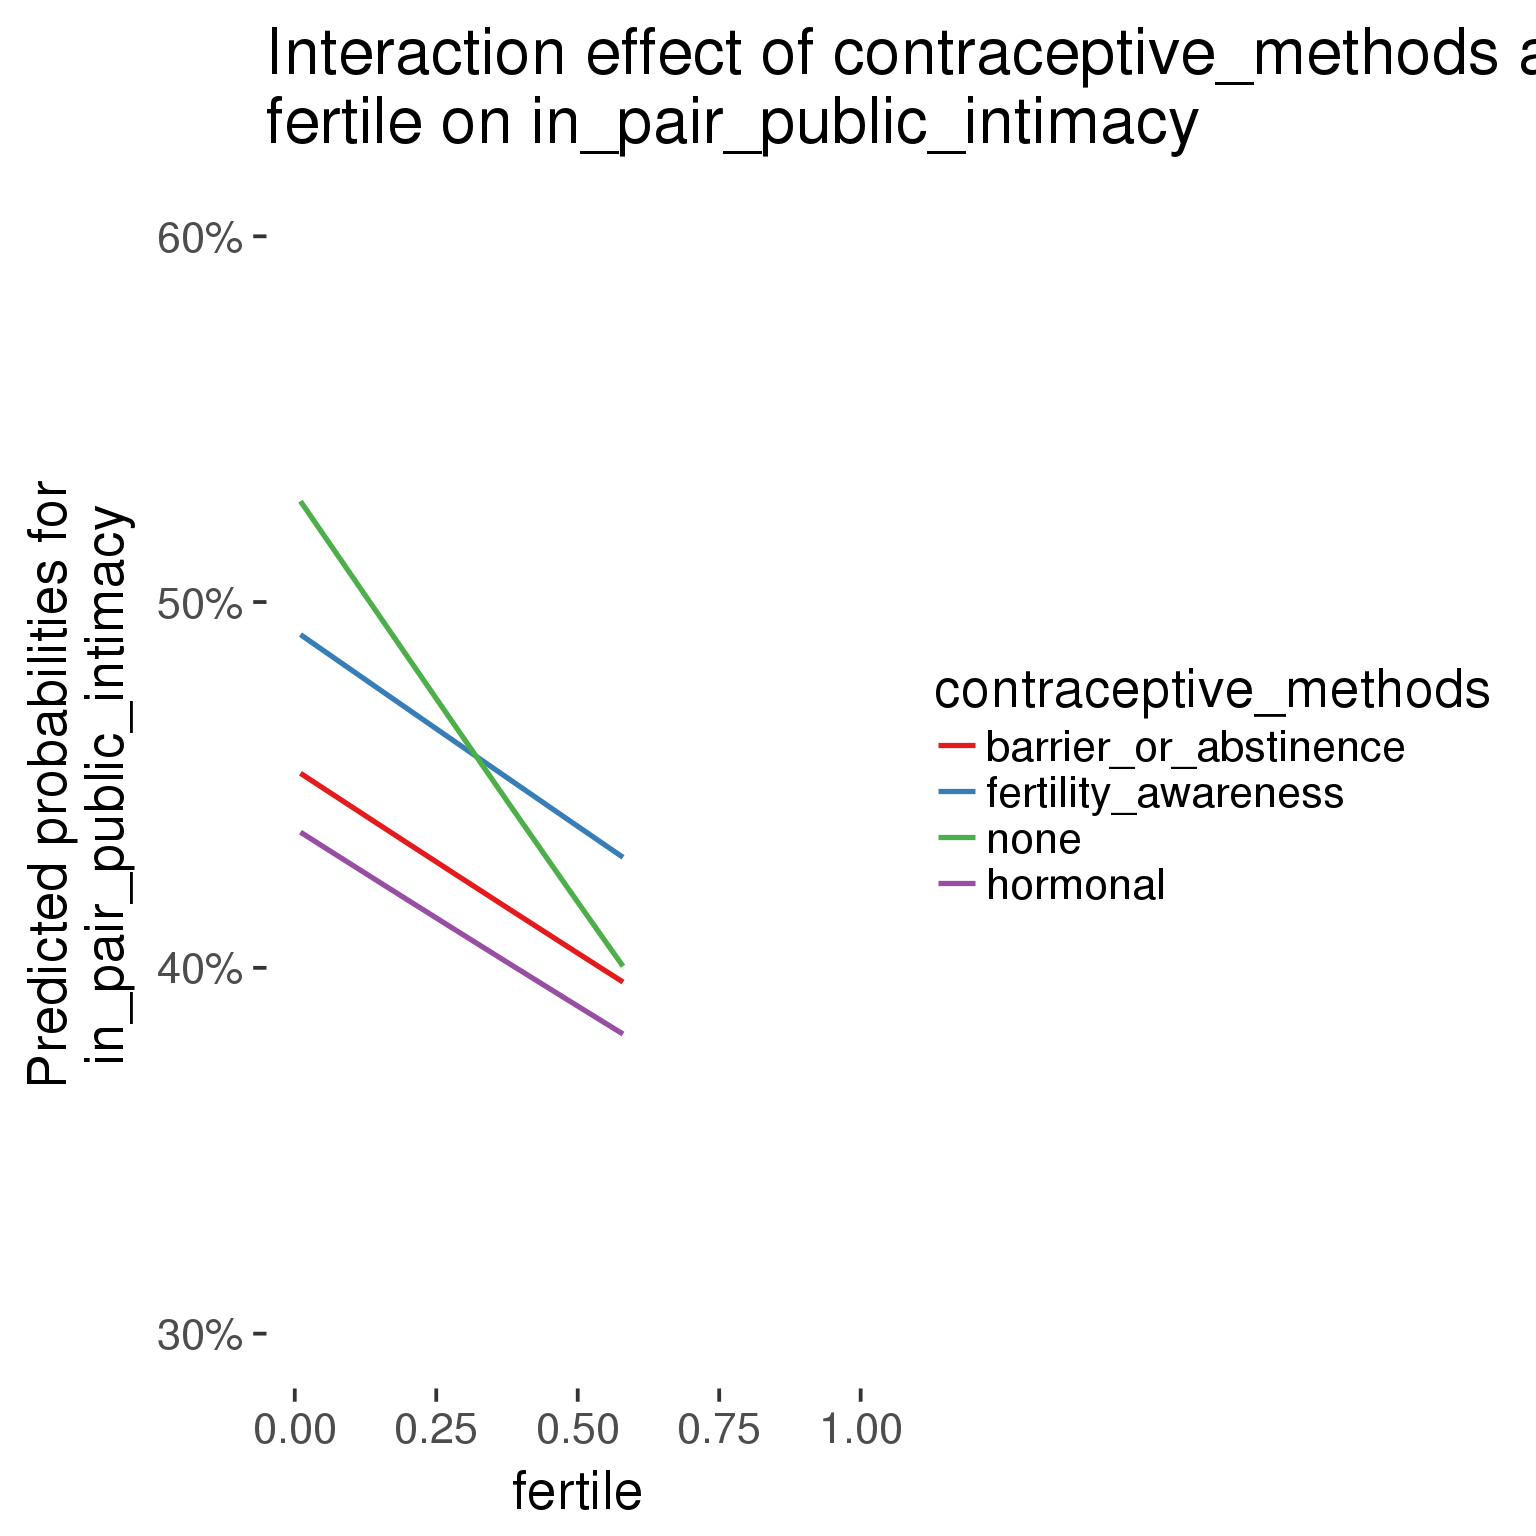 Interaction effect of contraceptive_methods a
fertile on in_pair_public_intimacy
Predicted probabilities for
in_pair_public_intimacy
60%
50%
40%
30%
0.00 0.25 0.50 0.75 1.00
fertile
contraceptive_methods
barrier_or_abstinence
fertility_awareness
none
hormonal